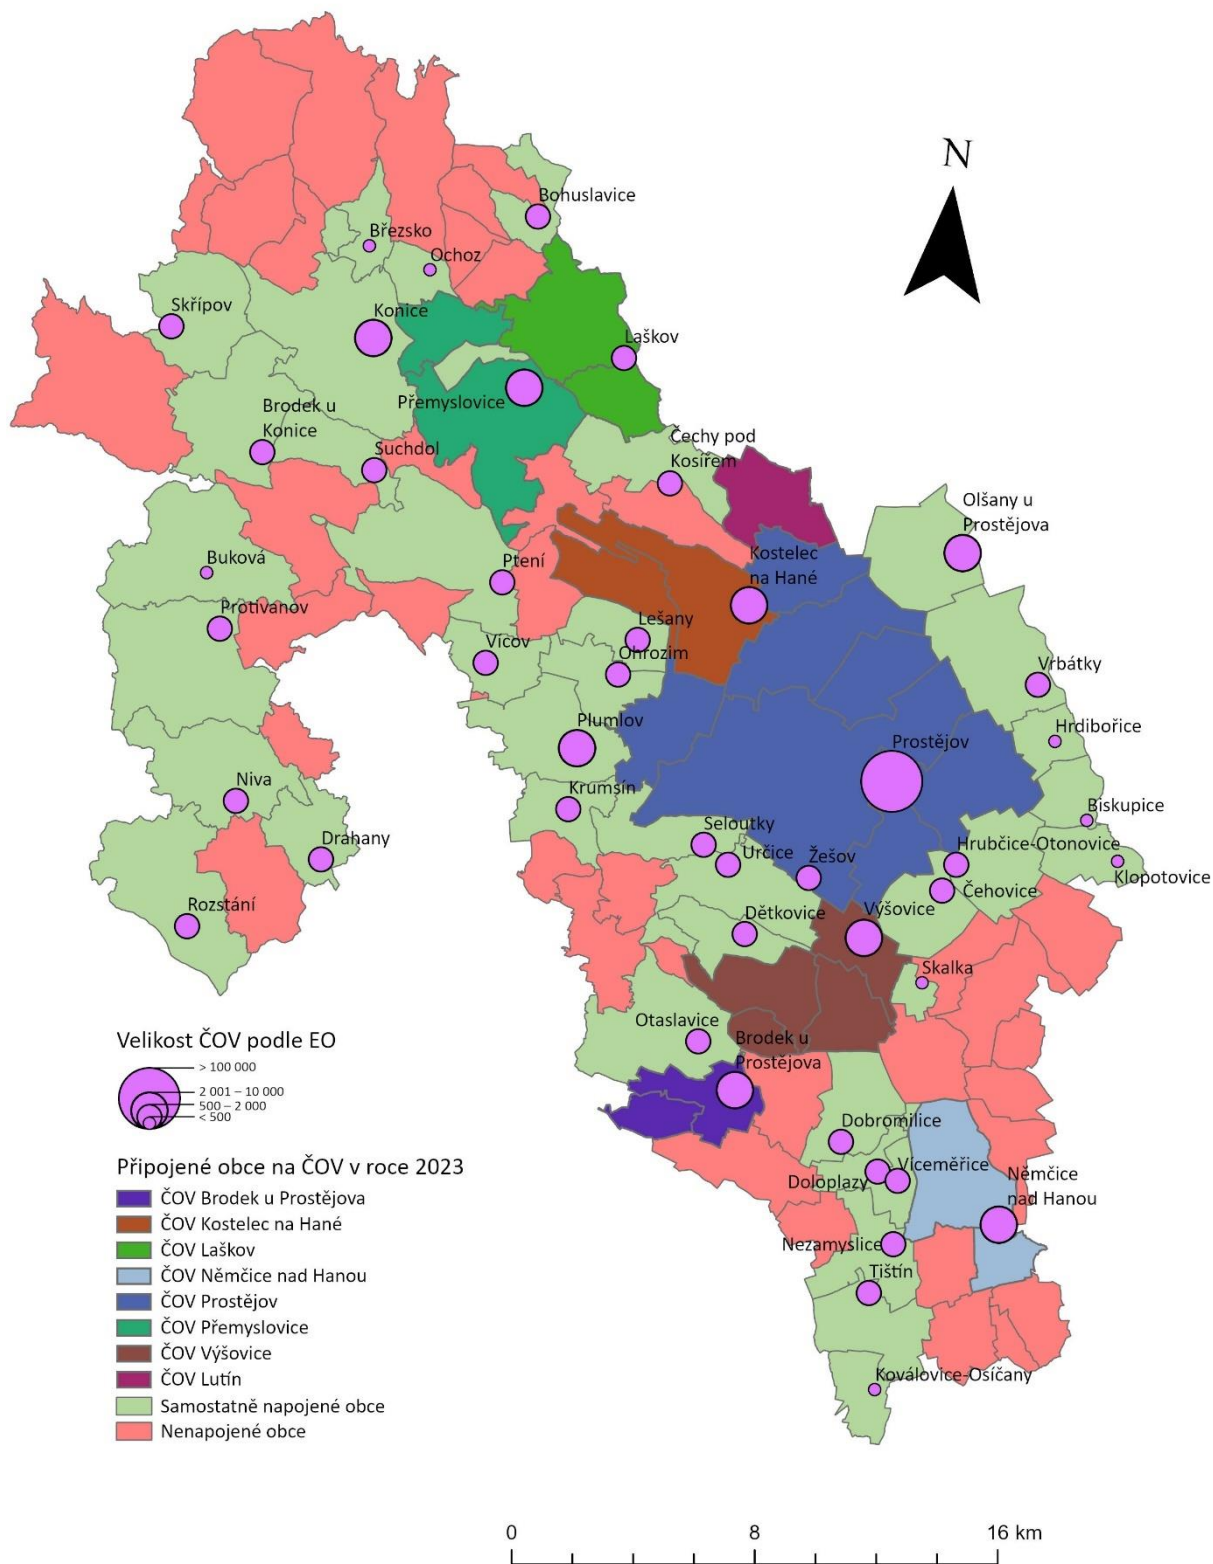 N
Bohuslavice
Březsko
Ochoz
Skřípov
Konice
Laškov
Přemyslovice
Brodek u
Konice
Suchdol
Čechy pod
Kosířem
Olšany u
Prostějova
Buková
Ptení
Kostelec
na Hané
Protivanov
Lešany
Vícov
Ohrozim
Vrbátky
Plumlov
Hrdibořice
Prostějov
Niva
Krumsín
Biskupice
Drahany
Seloutky
Určice
Žešov
Hrubčice-Otonovice
Klopotovice
Čehovice
Rozstání
Dětkovice
Výšovice
Skalka
Otaslavice
Brodek u
Prostějova
Dobromilice
Doloplazy
Víceměřice
Němčice
nad Hanou
Nezamyslice
Tištín
Koválovice-Osíčany
Velikost ČOV podle EO
> 100 000
2 001 – 10 000
500 – 2 000
< 500
Připojené obce na ČOV v roce 2023
ČOV Brodek u Prostějova
ČOV Kostelec na Hané
ČOV Laškov
ČOV Němčice nad Hanou
ČOV Prostějov
ČOV Přemyslovice
ČOV Výšovice
ČOV Lutín
Samostatně napojené obce
Nenapojené obce
0 8 16 km